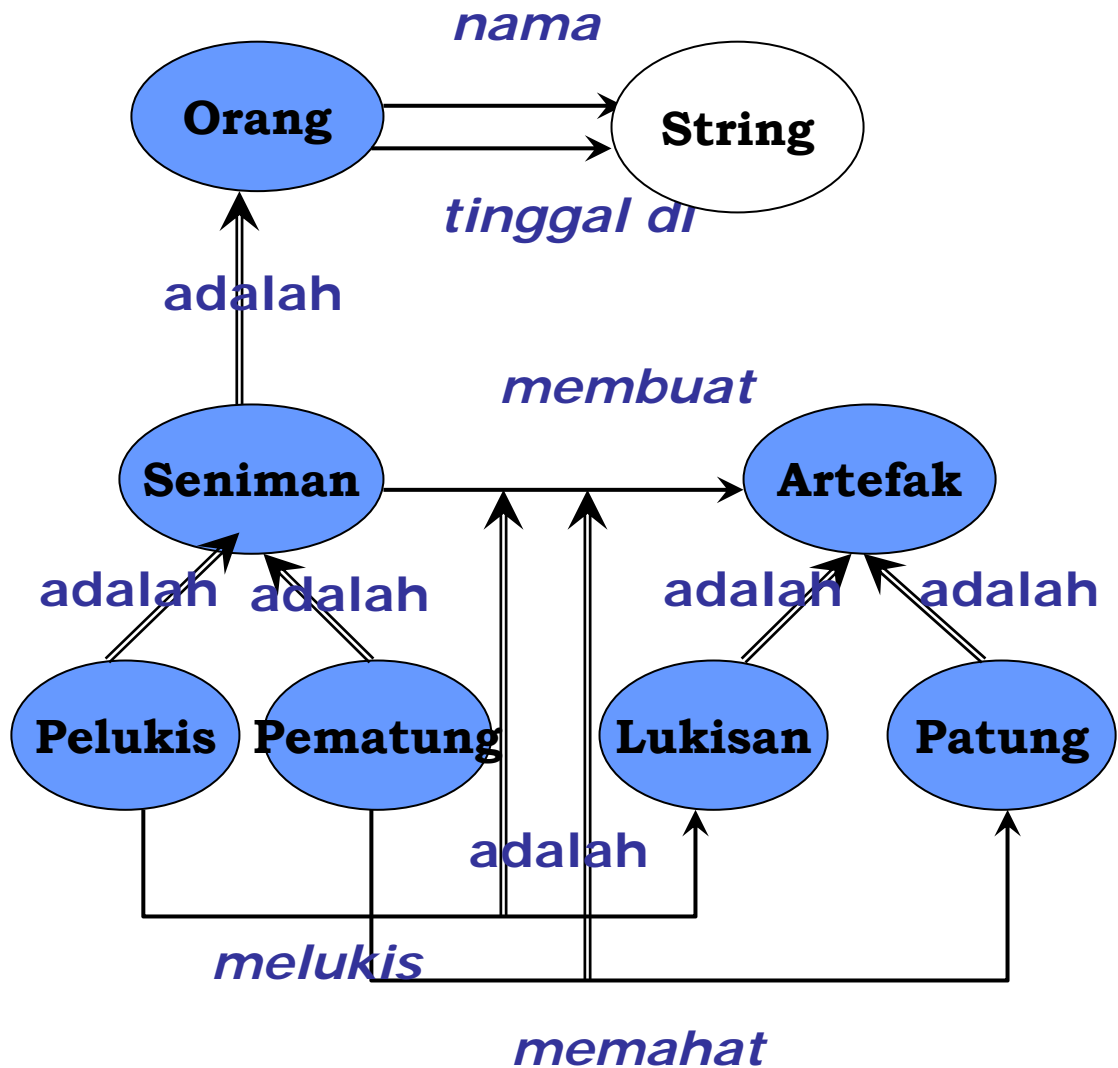 nama
Orang
String
tinggal di
adalah
membuat
Seniman
Artefak
adalah
adalah
adalah
adalah
Pelukis
Pematung
Lukisan
Patung
adalah
melukis
memahat